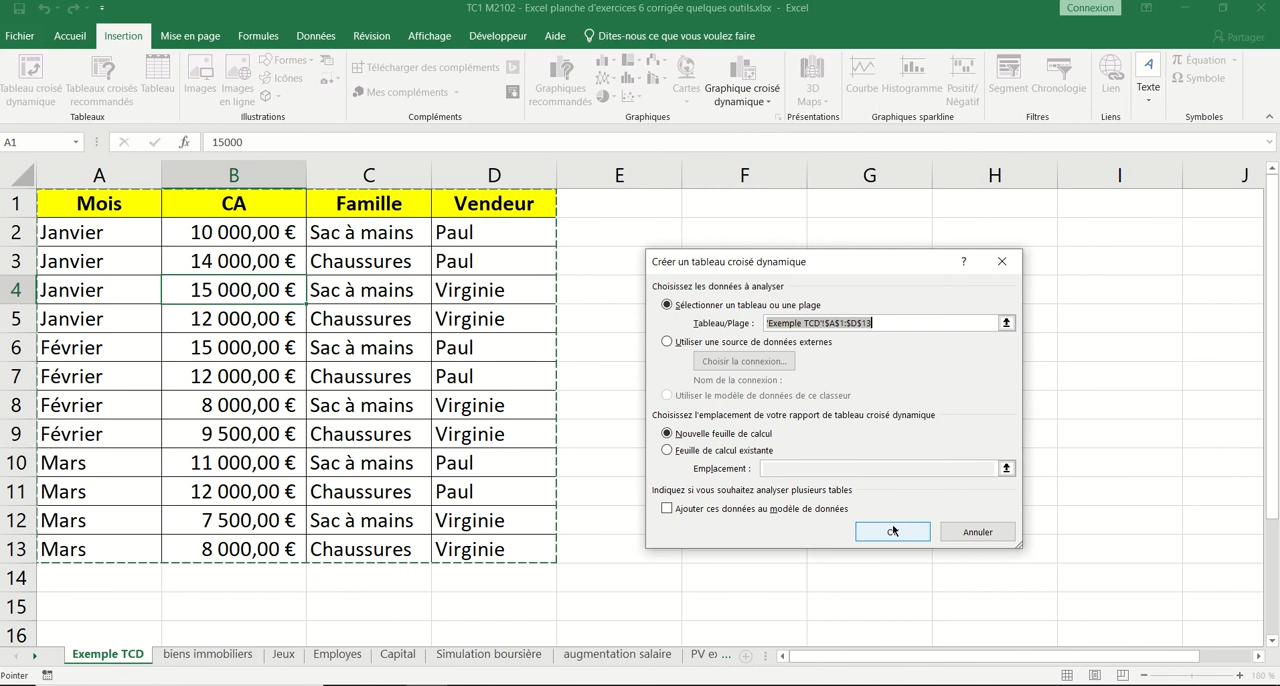 TC1 M2102 - Excel planche d'exercices 6 corrigée quelques outils.xlsx - Excel
Connexion
Fichier Accueil Insertion Mise en page Formules Données Révision Affichage Développeur Aide Dites-nous ce que vous voulez faire
Partager
Tableau croisé dynamique
Tableaux croisés recommandés
Tableau
Images
Images en ligne
Formes
Icônes
Télécharger des compléments
Mes compléments
Graphiques recommandés
Cartes
Graphique croisé dynamique
3D Maps
Courbe
Histogramme
Positif/ Négatif
Segment
Chronologie
Lien
Texte
Équation
Symbole
Tableaux Illustrations Compléments Graphiques Présentations Graphiques sparkline Filtres Liens Symboles
A1 fx 15000
A B C D E F G H I J
1 Mois CA Famille Vendeur
2 Janvier 10 000,00 € Sac à mains Paul
3 Janvier 14 000,00 € Chaussures Paul
4 Janvier 15 000,00 € Sac à mains Virginie
5 Janvier 12 000,00 € Chaussures Virginie
6 Février 15 000,00 € Sac à mains Paul
7 Février 12 000,00 € Chaussures Paul
8 Février 8 000,00 € Sac à mains Virginie
9 Février 9 500,00 € Chaussures Virginie
10 Mars 11 000,00 € Sac à mains Paul
11 Mars 12 000,00 € Chaussures Paul
12 Mars 7 500,00 € Sac à mains Virginie
13 Mars 8 000,00 € Chaussures Virginie
14
15
16
Créer un tableau croisé dynamique ?
Choisissez les données à analyser
Sélectionner un tableau ou une plage
Tableau/Plage : 'Exemple TCD'!$A$1:$D$13
Utiliser une source de données externes
Choisir la connexion...
Nom de la connexion :
Utiliser le modèle de données de ce classeur
Choisissez l'emplacement de votre rapport de tableau croisé dynamique
Nouvelle feuille de calcul
Feuille de calcul existante
Emplacement :
Indiquez si vous souhaitez analyser plusieurs tables
Ajouter ces données au modèle de données
Annuler
Exemple TCD biens immobiliers Jeux Employes Capital Simulation boursière augmentation salaire PV e ...
Pointer
180 %